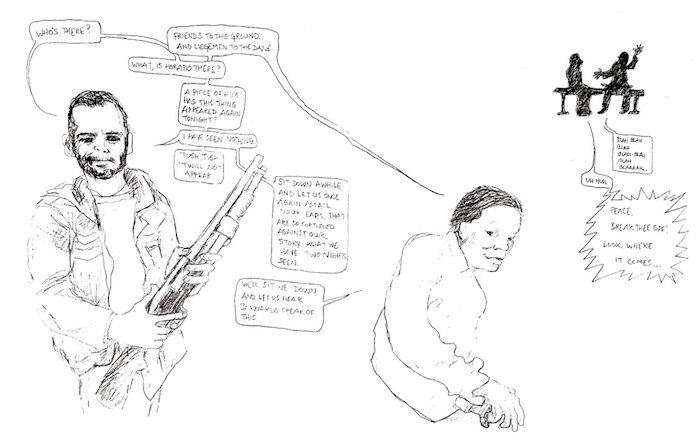 WHO'S THERE?
FRIENDS TO THIS GROUND,
AND LIEGEMEN TO THE DANE
WHAT, IS HORATIO THERE?
A PIECE OF HIM
HAS THIS THING
APPEARED AGAIN
TONIGHT?
I HAVE SEEN NOTHING.
TUSH, TUSH
'TWILL NOT
APPEAR
SIT DOWN AWHILE
AND LET US ONCE
AGAIN ASSAIL
YOUR EARS, THAT
ARE SO FORTIFIED
AGAINST OUR
STORY WHAT WE
HAVE TWO NIGHTS
SEEN.
WELL, SIT WE DOWN,
AND LET US HEAR
BERNARDO SPEAK OF
THIS.
BLAH BLAH
BLAH
BLAH-BLAH
BLAH
BLAAAAH.
UH HUH,
PEACE,
BREAK THEE OFF!
LOOK WHERE
IT COMES...